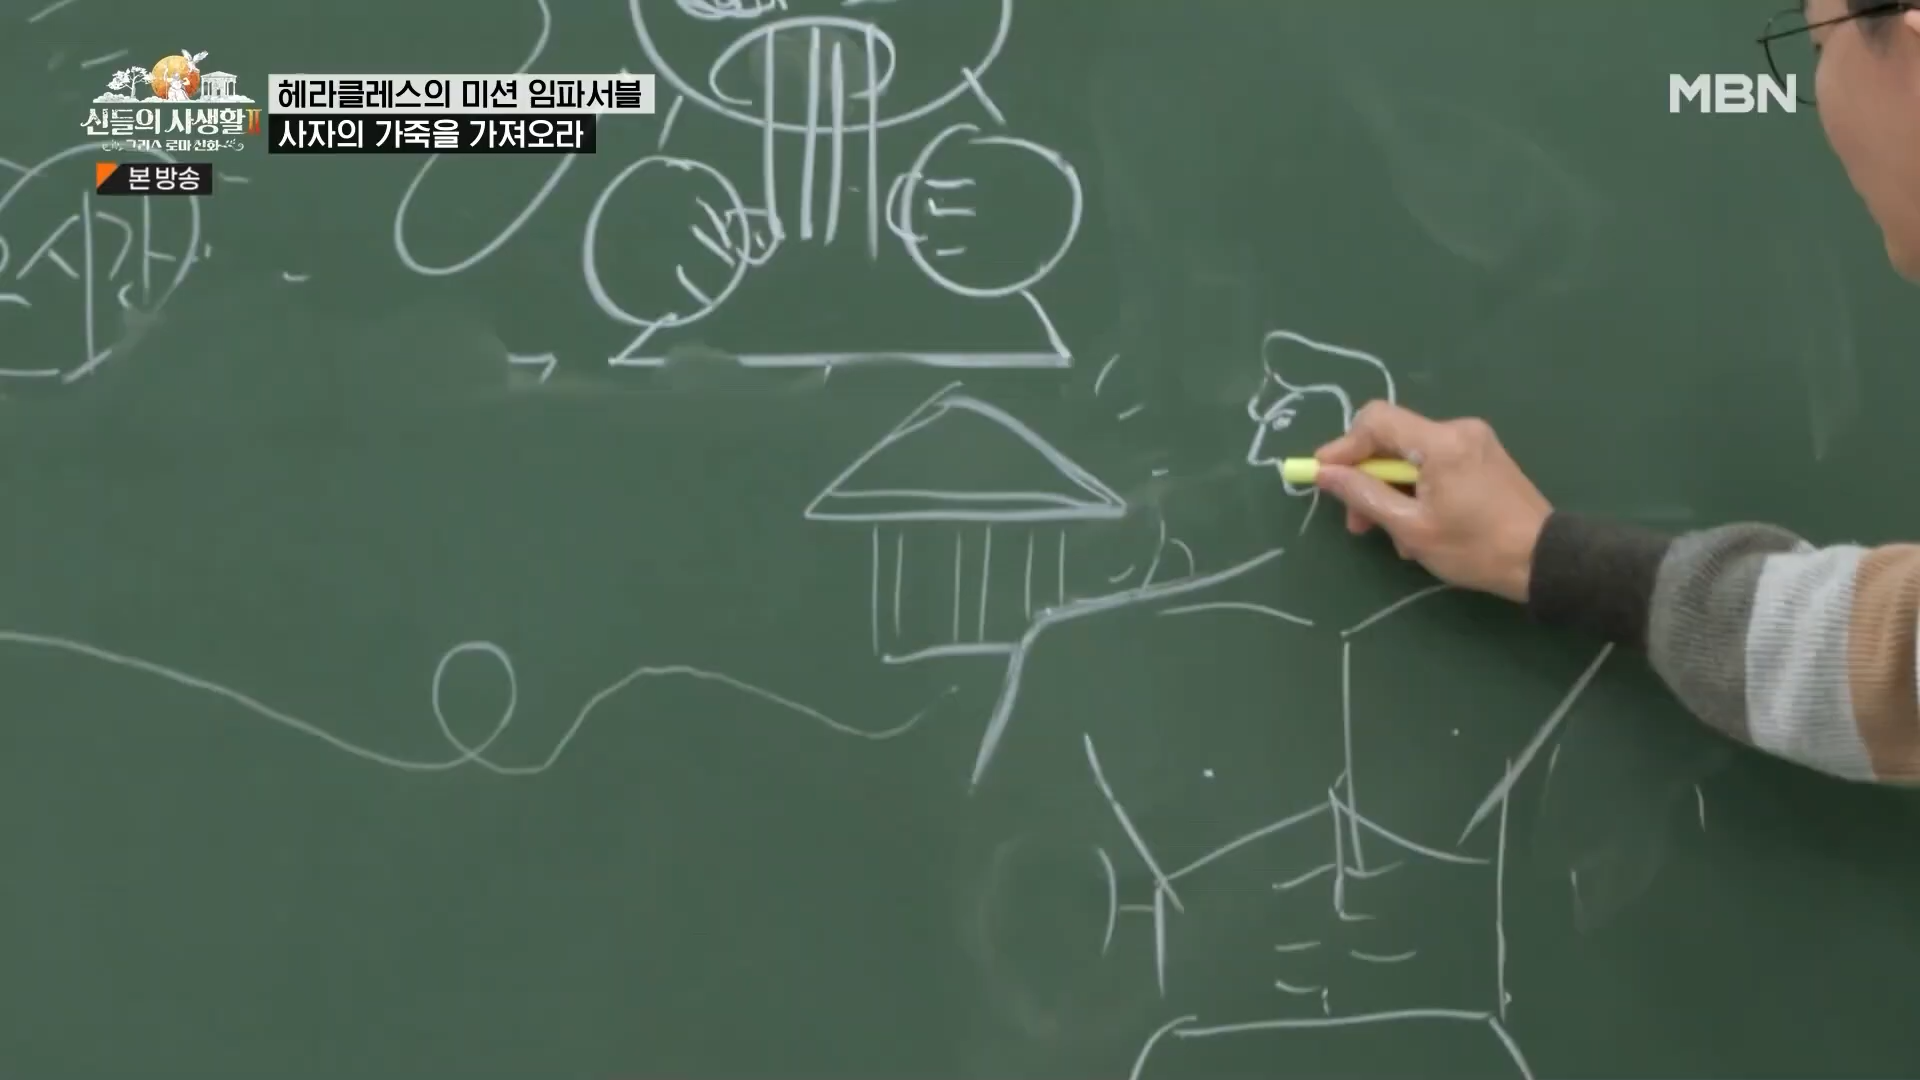 헤라클레스의 미션 임파서블
사자의 가죽을 가져오라
MBN
신들의 사생활 II
그리스 로마 신화
본 방송
시간